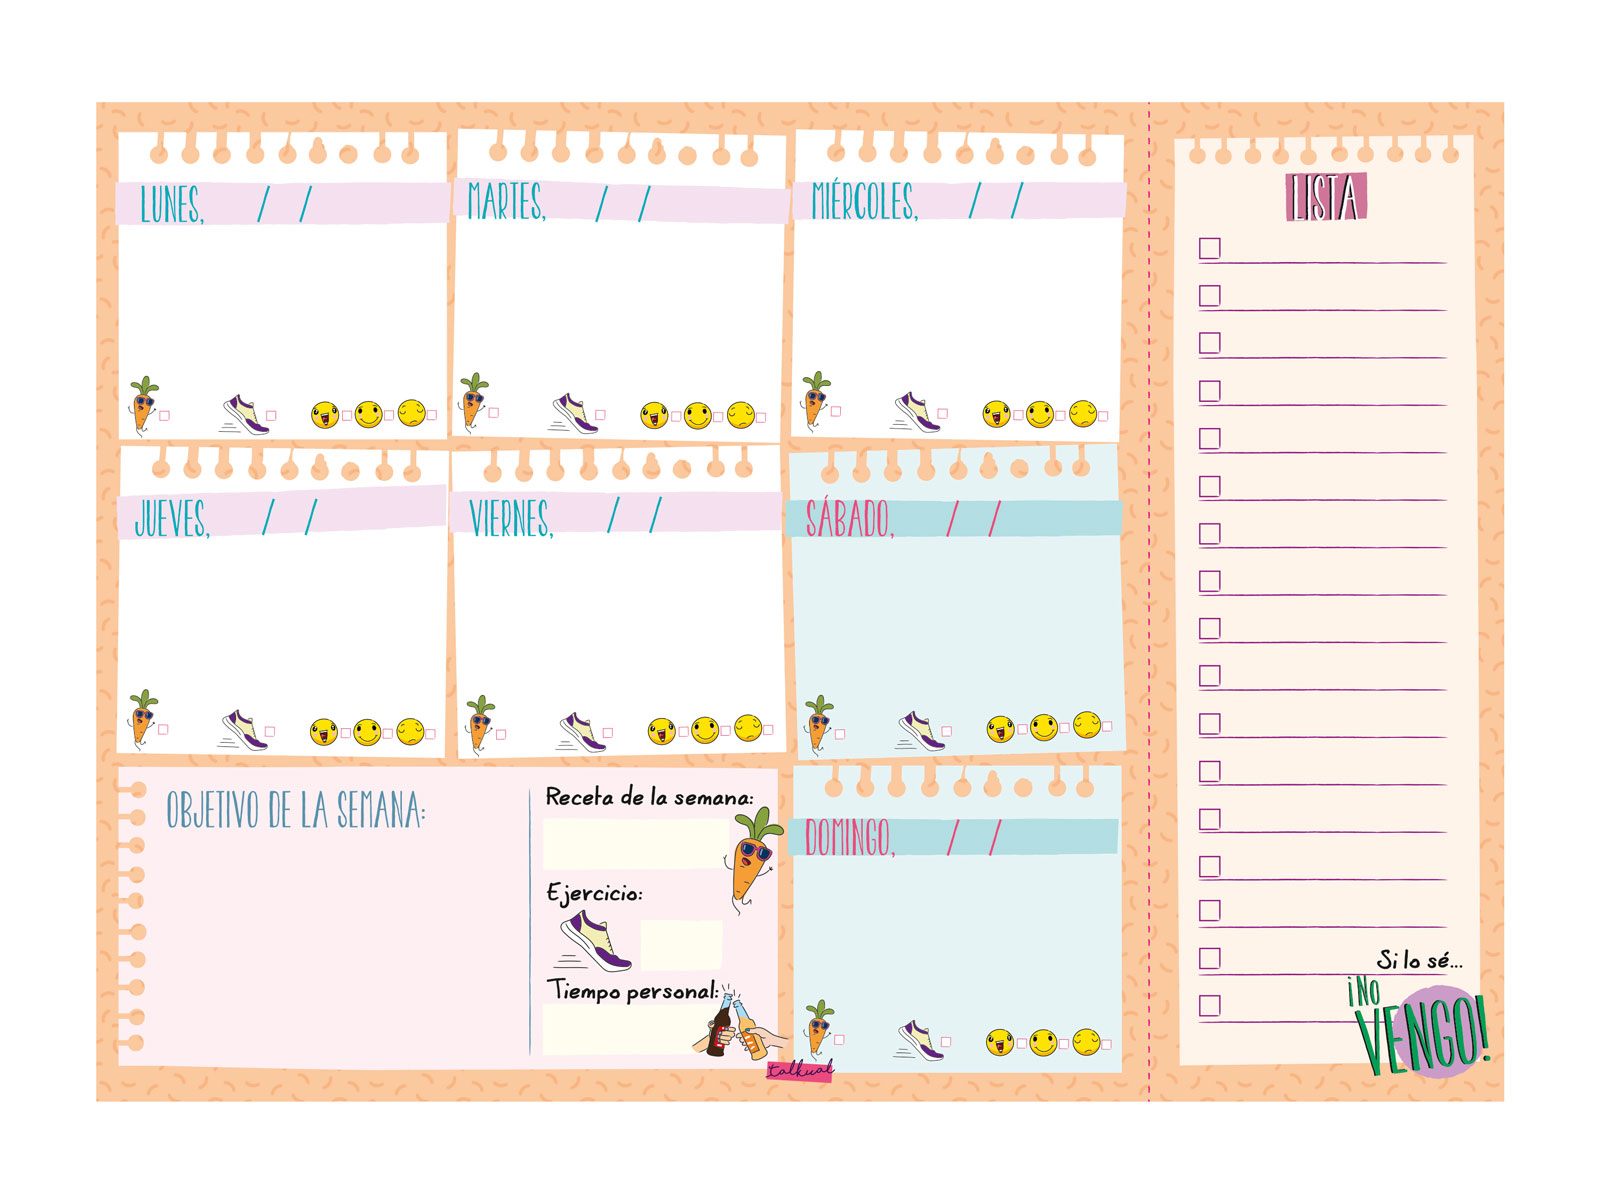 LUNES, / /
MARTES, / /
MIÉRCOLES, / /
JUEVES, / /
VIERNES, / /
SÁBADO, / /
OBJETIVO DE LA SEMANA:
Receta de la semana:
Ejercicio:
Tiempo personal:
talkual
DOMINGO, / /
LISTA
Si lo sé...
¡NO
VENGO!